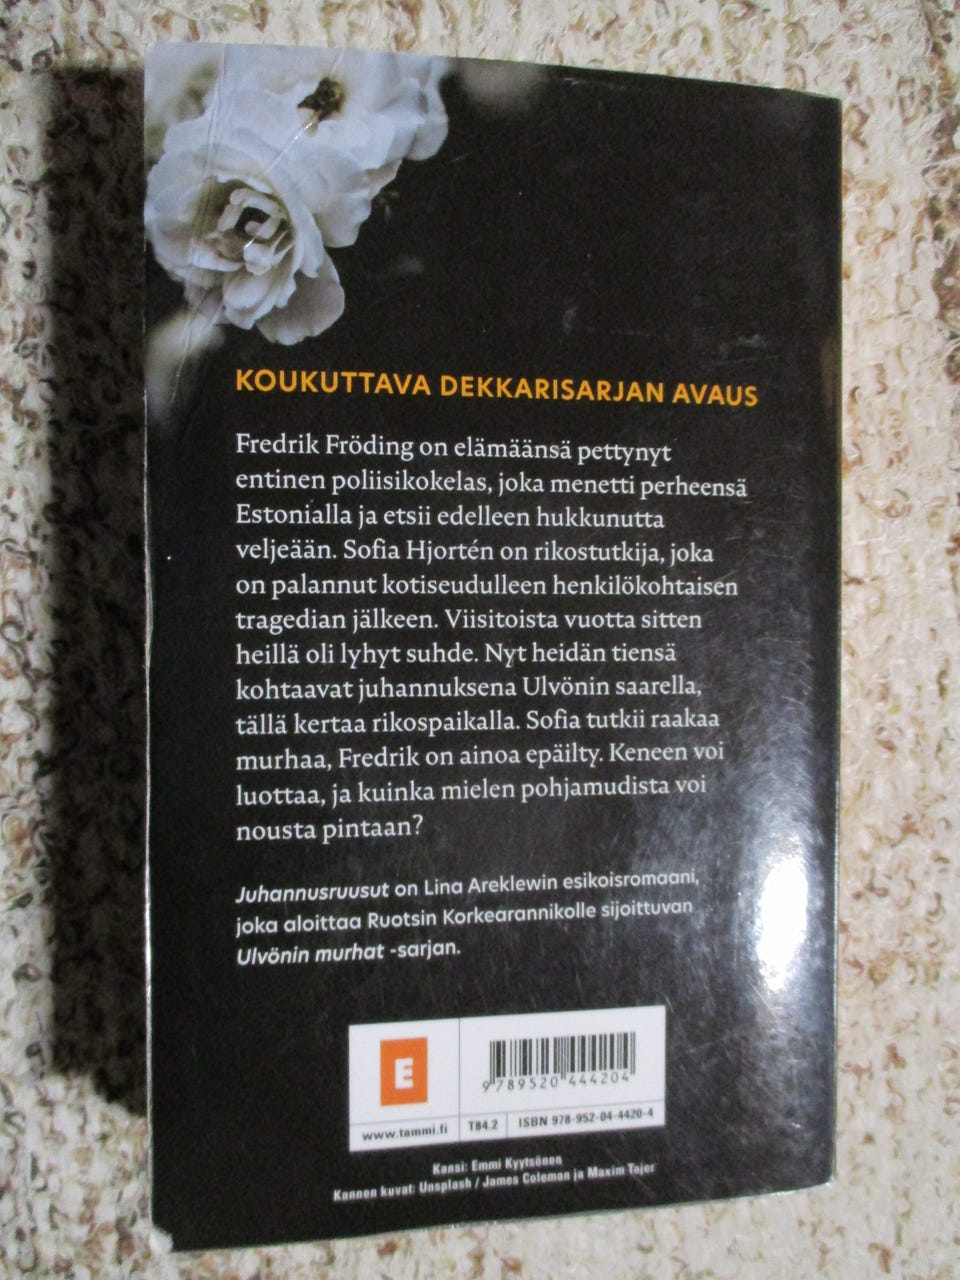 KOUKUTTAVA DEKKARISARJAN AVAUS
Fredrik Fröding on elämäänsä pettynyt
entinen poliisikokelas, joka menetti perheensä
Estonialla ja etsii edelleen hukkunutta
veljeään. Sofia Hjortén on rikostutkija, joka
on palannut kotiseudulleen henkilökohtaisen
tragedian jälkeen. Viisitoista vuotta sitten
heillä oli lyhyt suhde. Nyt heidän tiensä
kohtaavat juhannuksena Ulvönin saarella,
tällä kertaa rikospaikalla. Sofia tutkii raakaa
murhaa, Fredrik on ainoa epäilty. Keneen voi
luottaa, ja kuinka mielen pohjamudista voi
nousta pintaan?
Juhannusruusut on Lina Areklewin esikoisromaani,
joka aloittaa Ruotsin Korkearannikolle sijoittuvan
Ulvönin murhat -sarjan.
E
9 789520 444204
www.tammi.fi
T84.2
ISBN 978-952-04-4420-4
Kansi: Emmi Kyytsönen
Kannen kuvat: Unsplash / James Coleman ja Maxim Tajer